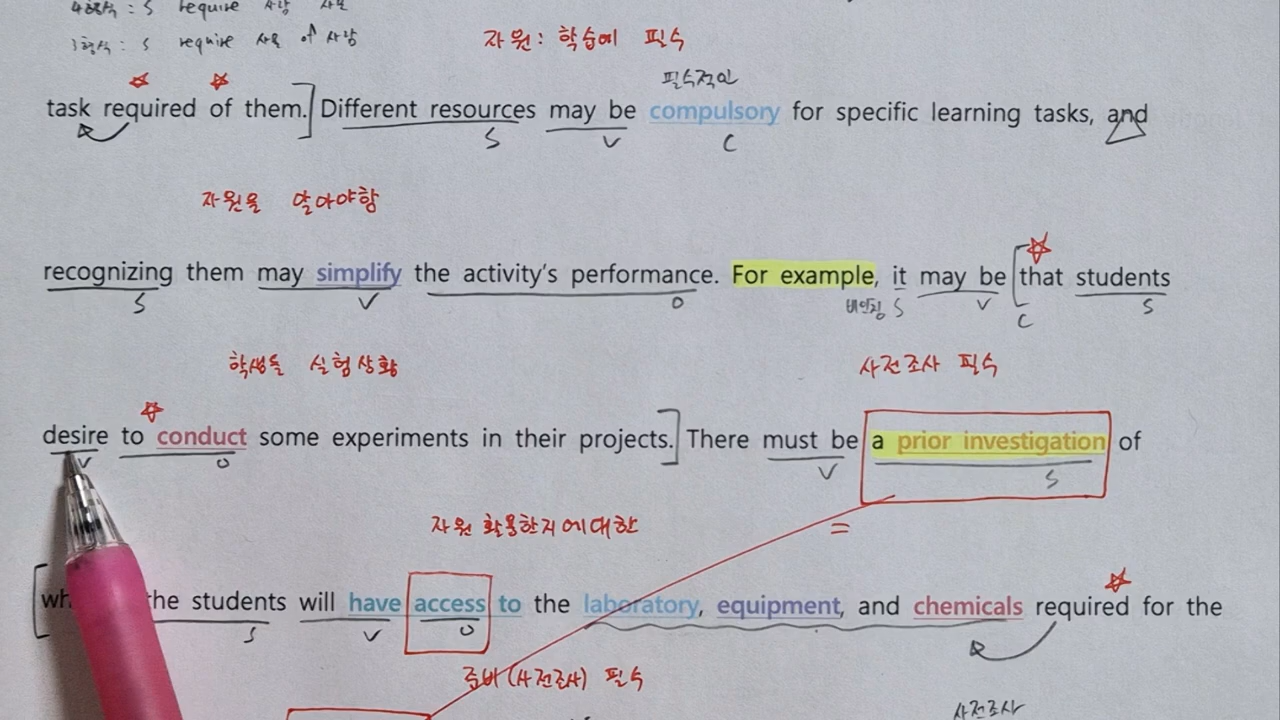 4형식 : S require 사람 사물
3형식 : S require 사물 of 사람
자원 : 학습에 필수
필수적인
task required of them.] Different resources may be compulsory for specific learning tasks, and
S V C
자원을 알아야함
recognizing them may simplify the activity's performance. For example, it may be [that students
S V O 비인칭 S V C S
학생들 실험상황 사전조사 필수
desire to conduct some experiments in their projects.] There must be a prior investigation of
V O V S
자원 활용한지에대한 =
the students will have access to the laboratory, equipment, and chemicals required for the
S V O
준비(사전조사) 필수
사전조사